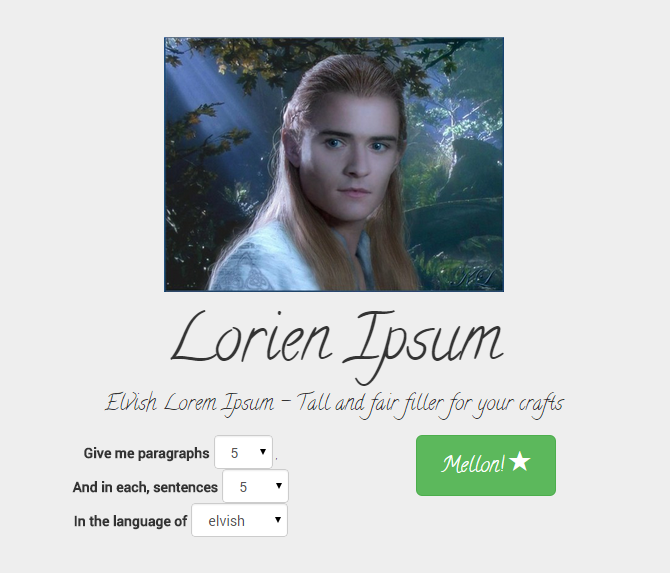 Lorien Ipsum
Elvish Lorem Ipsum – Tall and fair filler for your crafts
Give me paragraphs 5 .
And in each, sentences 5
In the language of elvish
Mellon! ★